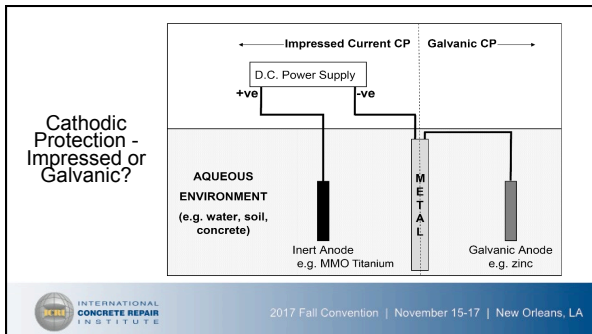 Cathodic
Protection -
Impressed or
Galvanic?
Impressed Current CP
Galvanic CP
D.C. Power Supply
+ve
-ve
AQUEOUS
ENVIRONMENT
(e.g. water, soil,
concrete)
METAL
Inert Anode
e.g. MMO Titanium
Galvanic Anode
e.g. zinc
ICRI
INTERNATIONAL
CONCRETE REPAIR
INSTITUTE
2017 Fall Convention | November 15-17 | New Orleans, LA